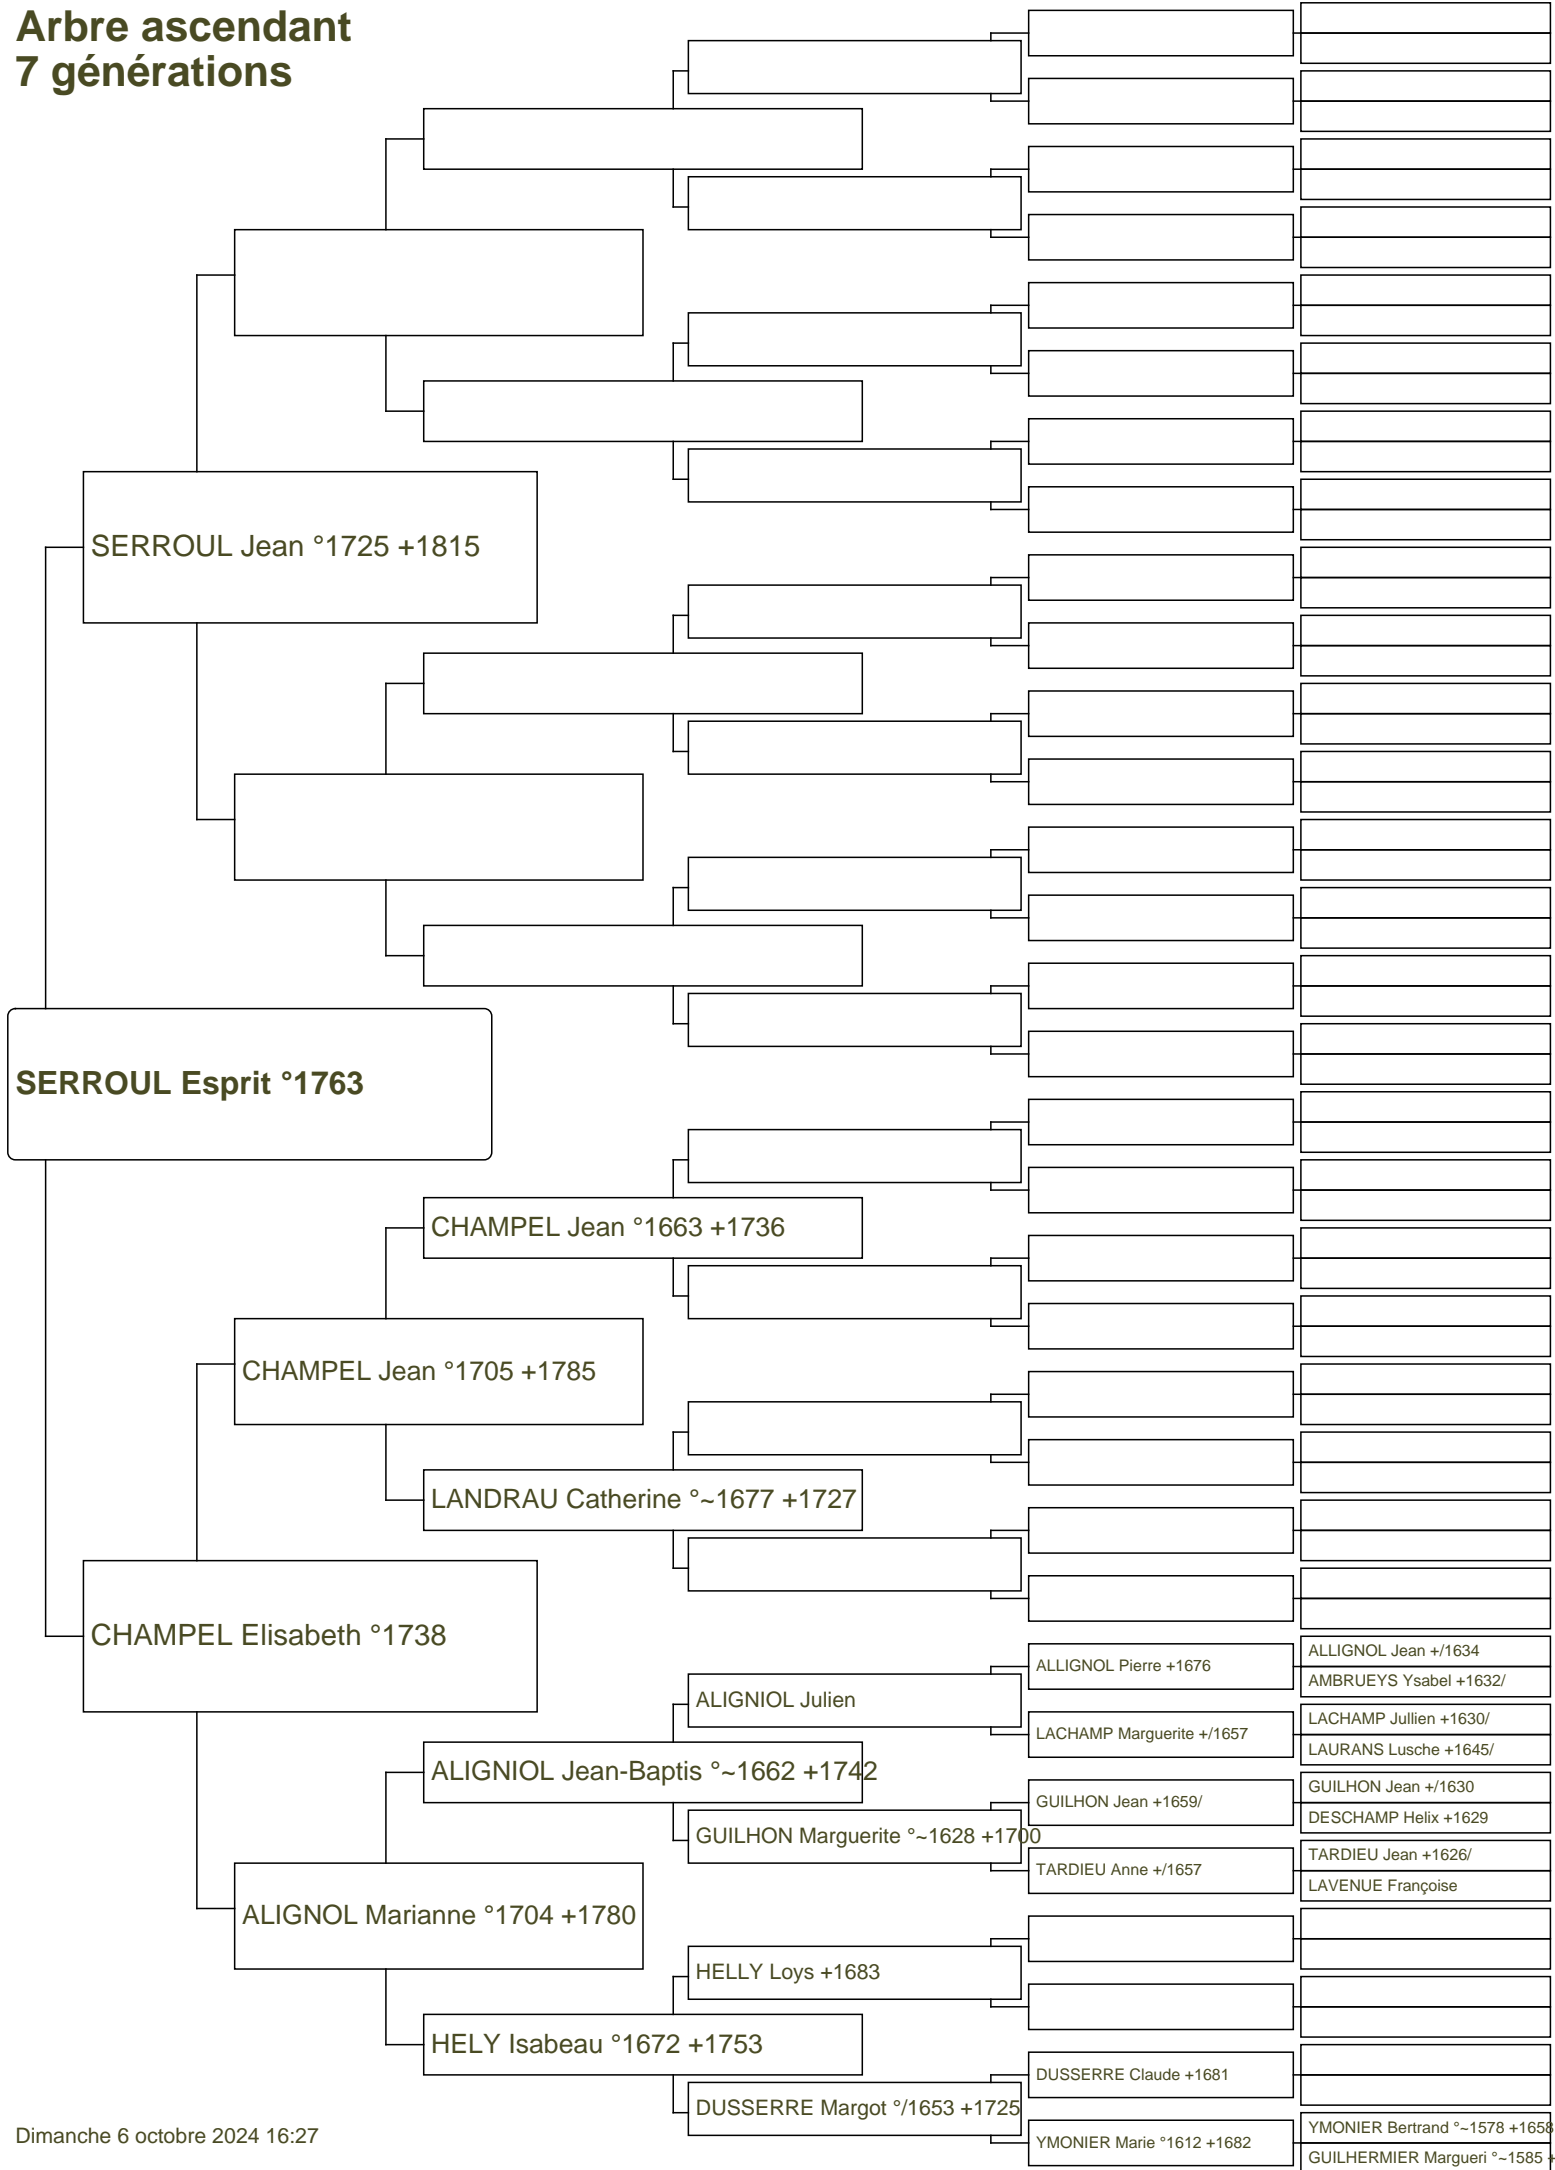 Arbre ascendant
7 générations
SERROUL Jean °1725 +1815
SERROUL Esprit °1763
CHAMPEL Jean °1663 +1736
CHAMPEL Jean °1705 +1785
LANDRAU Catherine °~1677 +1727
CHAMPEL Elisabeth °1738
ALLIGNOL Jean +/1634
ALLIGNOL Pierre +1676
AMBRUEYS Ysabel +1632/
ALIGNIOL Julien
LACHAMP Jullien +1630/
LACHAMP Marguerite +/1657
LAURANS Lusche +1645/
ALIGNIOL Jean-Baptis °~1662 +1742
GUILHON Jean +/1630
GUILHON Jean +1659/
DESCHAMP Helix +1629
GUILHON Marguerite °~1628 +1700
TARDIEU Jean +1626/
TARDIEU Anne +/1657
LAVENUE Françoise
ALIGNOL Marianne °1704 +1780
HELLY Loys +1683
HELY Isabeau °1672 +1753
DUSSERRE Claude +1681
DUSSERRE Margot °/1653 +1725
YMONIER Bertrand °~1578 +1658
YMONIER Marie °1612 +1682
GUILHERMIER Margueri °~1585 +
Dimanche 6 octobre 2024 16:27